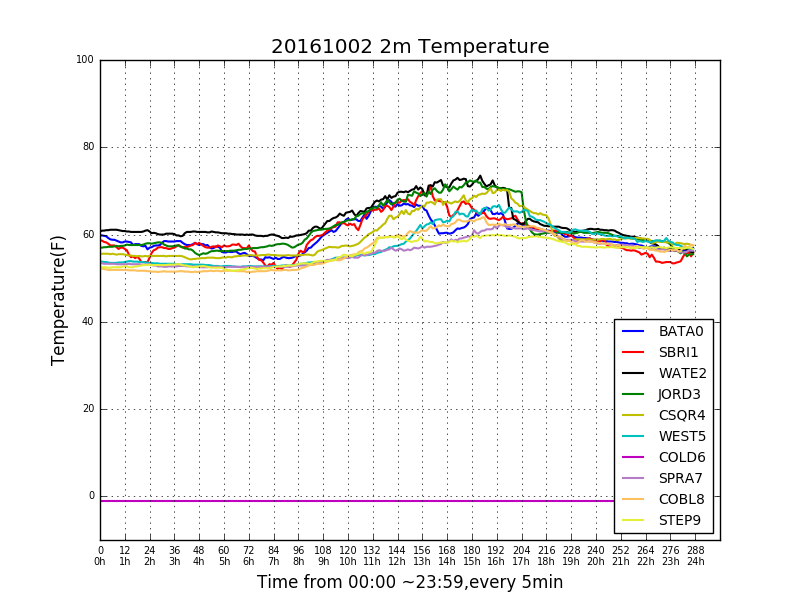 20161002 2m Temperature
100
80
60
40
20
0
Temperature(F)
BATA0
SBRI1
WATE2
JORD3
CSQR4
WEST5
COLD6
SPRA7
COBL8
STEP9
0 12 24 36 48 60 72 84 96 108 120 132 144 156 168 180 192 204 216 228 240 252 264 276 288
0h 1h 2h 3h 4h 5h 6h 7h 8h 9h 10h 11h 12h 13h 14h 15h 16h 17h 18h 19h 20h 21h 22h 23h 24h
Time from 00:00 ~23:59,every 5min